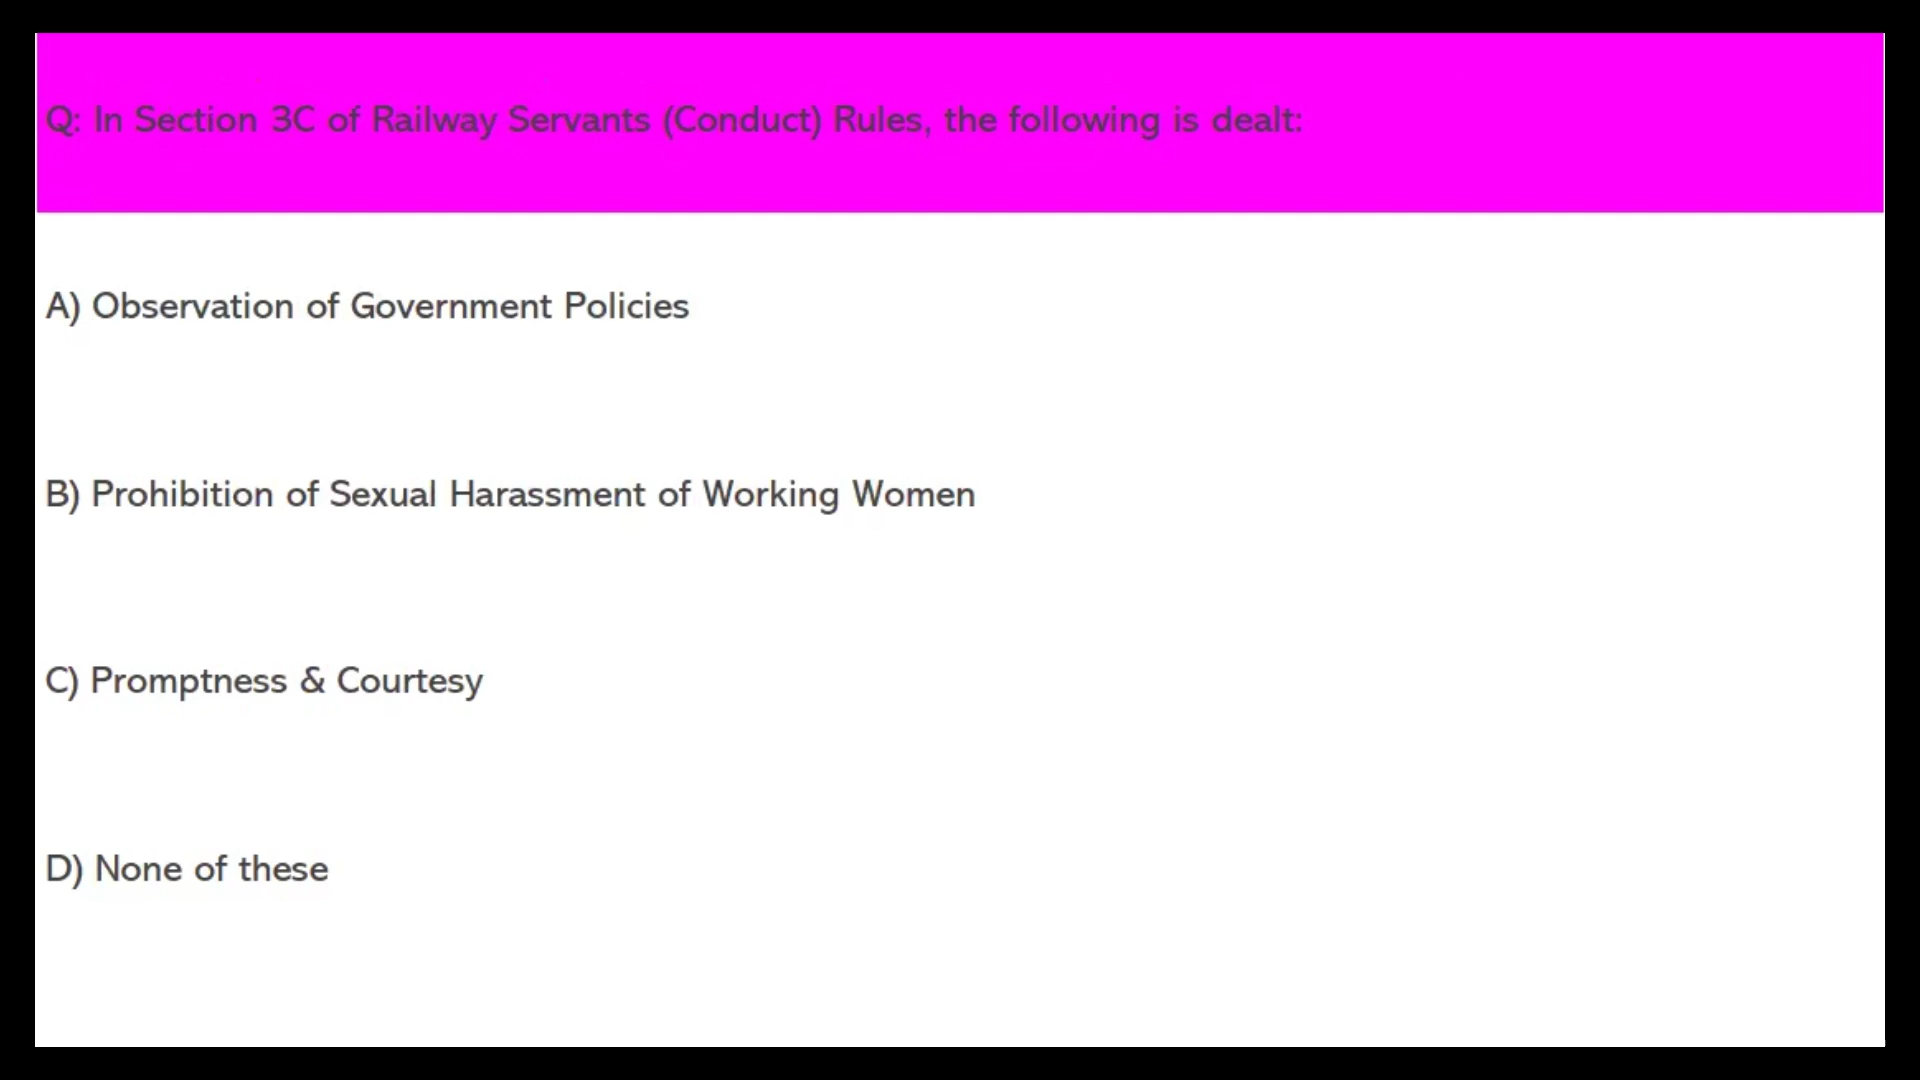 Q: In Section 3C of Railway Servants (Conduct) Rules, the following is dealt:
A) Observation of Government Policies
B) Prohibition of Sexual Harassment of Working Women
C) Promptness & Courtesy
D) None of these